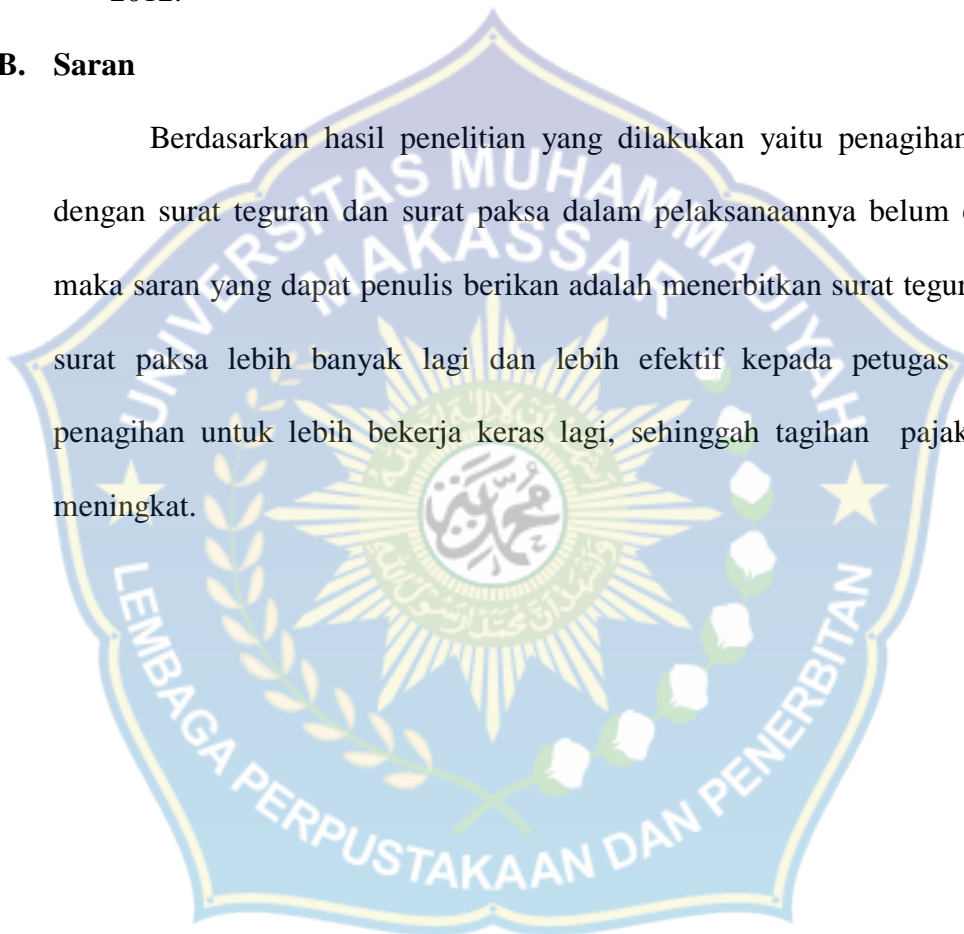 2012.
B. Saran
Berdasarkan hasil penelitian yang dilakukan yaitu penagihan
dengan surat teguran dan surat paksa dalam pelaksanaannya belum
maka saran yang dapat penulis berikan adalah menerbitkan surat
surat paksa lebih banyak lagi dan lebih efektif kepada petugas
penagihan untuk lebih bekerja keras lagi, sehinggah tagihan pajak
meningkat.
UNIVERSITAS MUHAMMADIYAH
MAKASSAR
LEMBAGA PERPUSTAKAAN DAN PENERBITAN